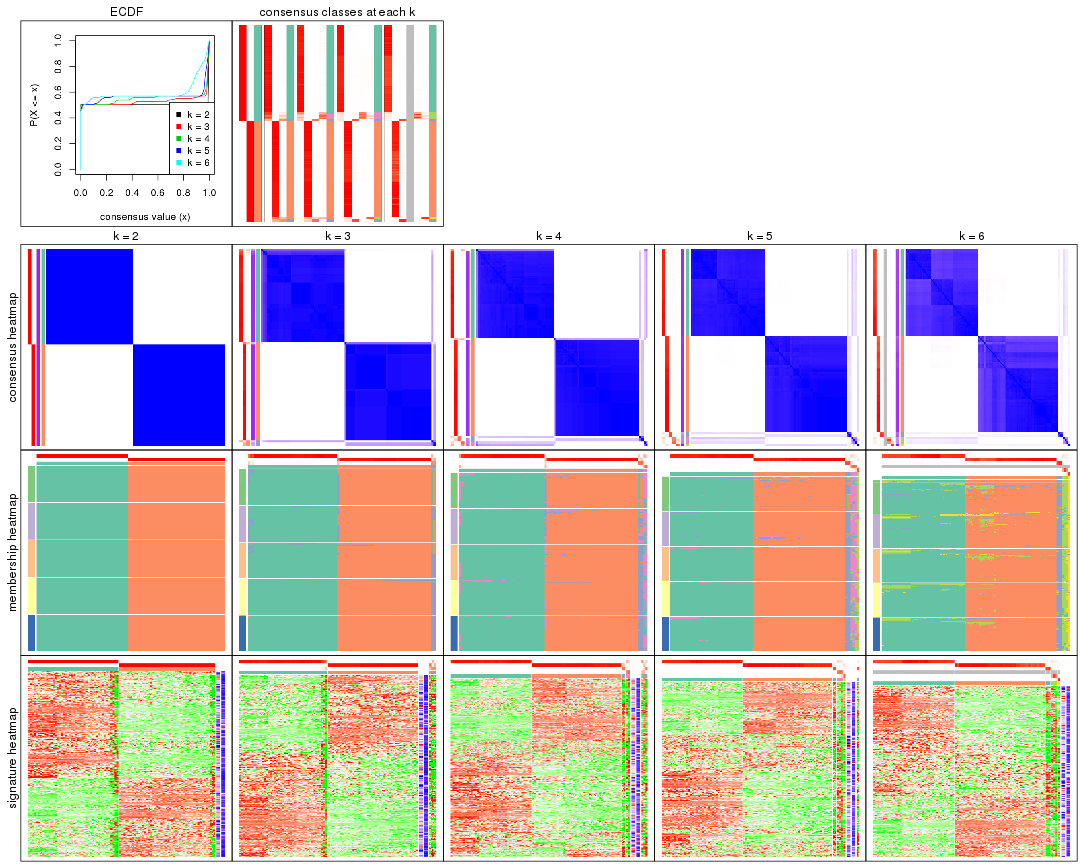 ECDF
consensus classes at each k
P(X <= x)
1.0
0.8
0.6
0.4
0.2
0.0
k = 2
k = 3
k = 4
k = 5
k = 6
0.0 0.2 0.4 0.6 0.8 1.0
consensus value (x)
k = 2
k = 3
k = 4
k = 5
k = 6
consensus heatmap
membership heatmap
signature heatmap